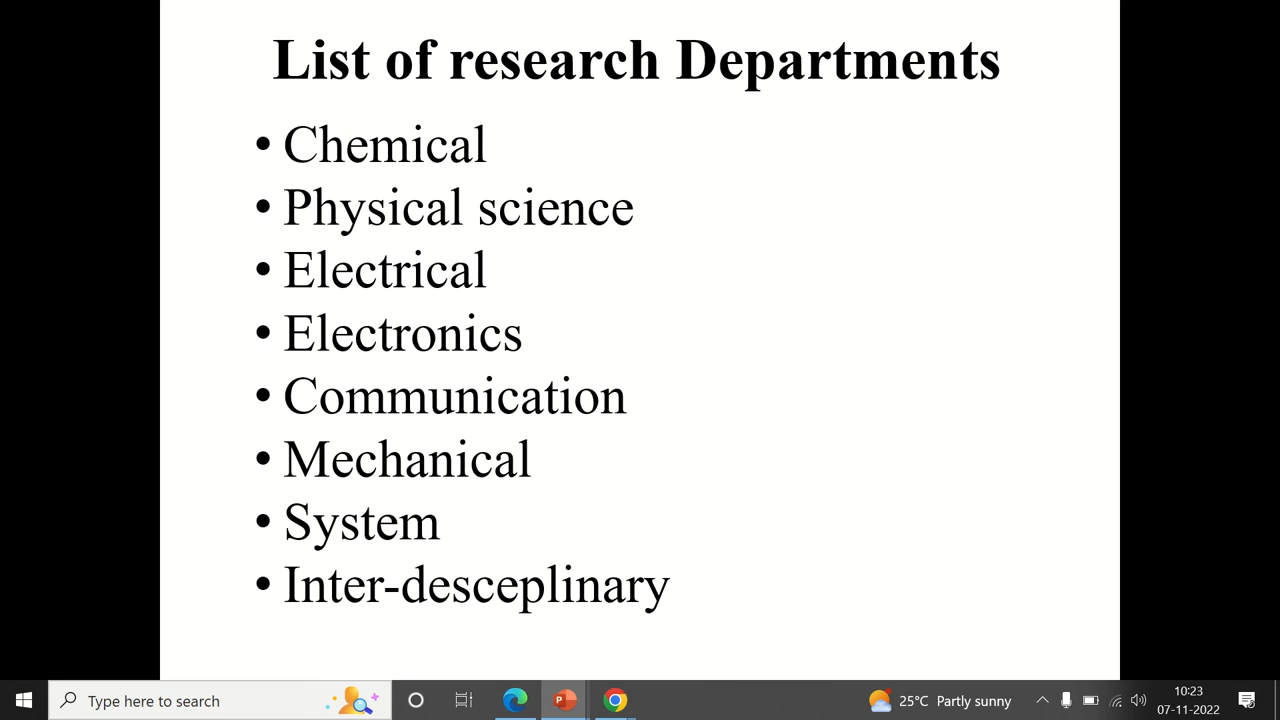 List of research Departments
• Chemical
• Physical science
• Electrical
• Electronics
• Communication
• Mechanical
• System
• Inter-desceplinary
Type here to search
25°C Partly sunny
10:23
07-11-2022